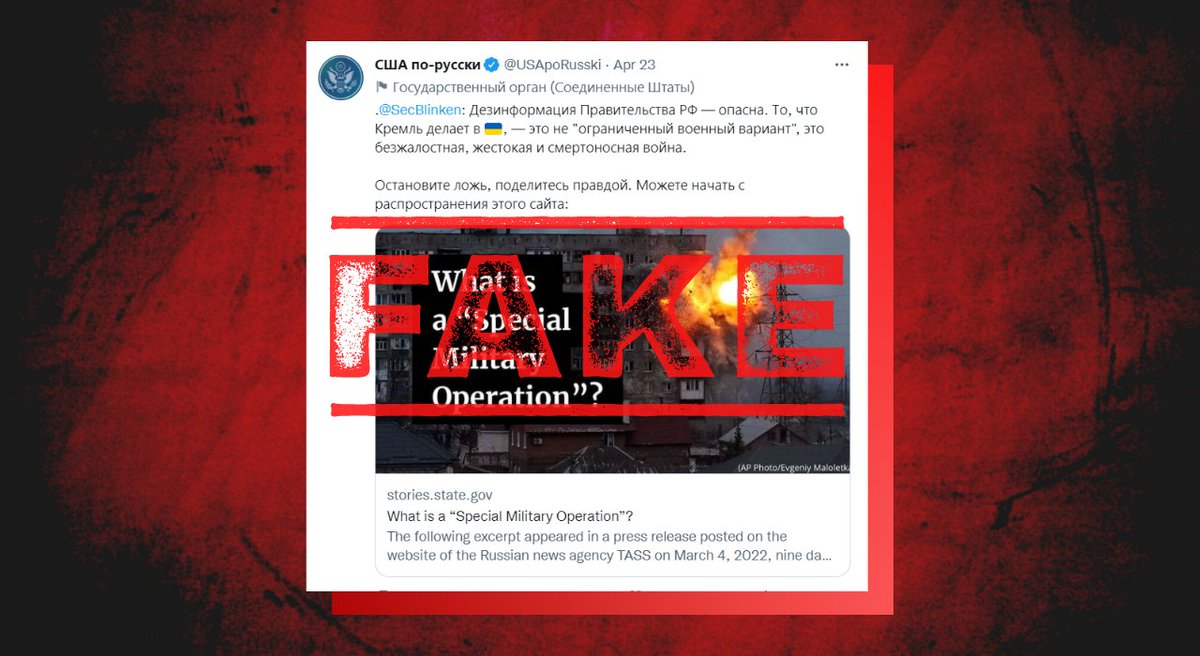 США по-русски @USApoRusski · Apr 23
Государственный орган (Соединенные Штаты)
.@SecBlinken: Дезинформация Правительства РФ — опасна. То, что
Кремль делает в 🇺🇦, — это не "ограниченный военный вариант", это
безжалостная, жестокая и смертоносная война.
Остановите ложь, поделитесь правдой. Можете начать с
распространения этого сайта:
FAKE
What is
a “Special
Military
Operation”?
(AP Photo/Evgeniy Maloletka
stories.state.gov
What is a “Special Military Operation”?
The following excerpt appeared in a press release posted on the
website of the Russian news agency TASS on March 4, 2022, nine da...